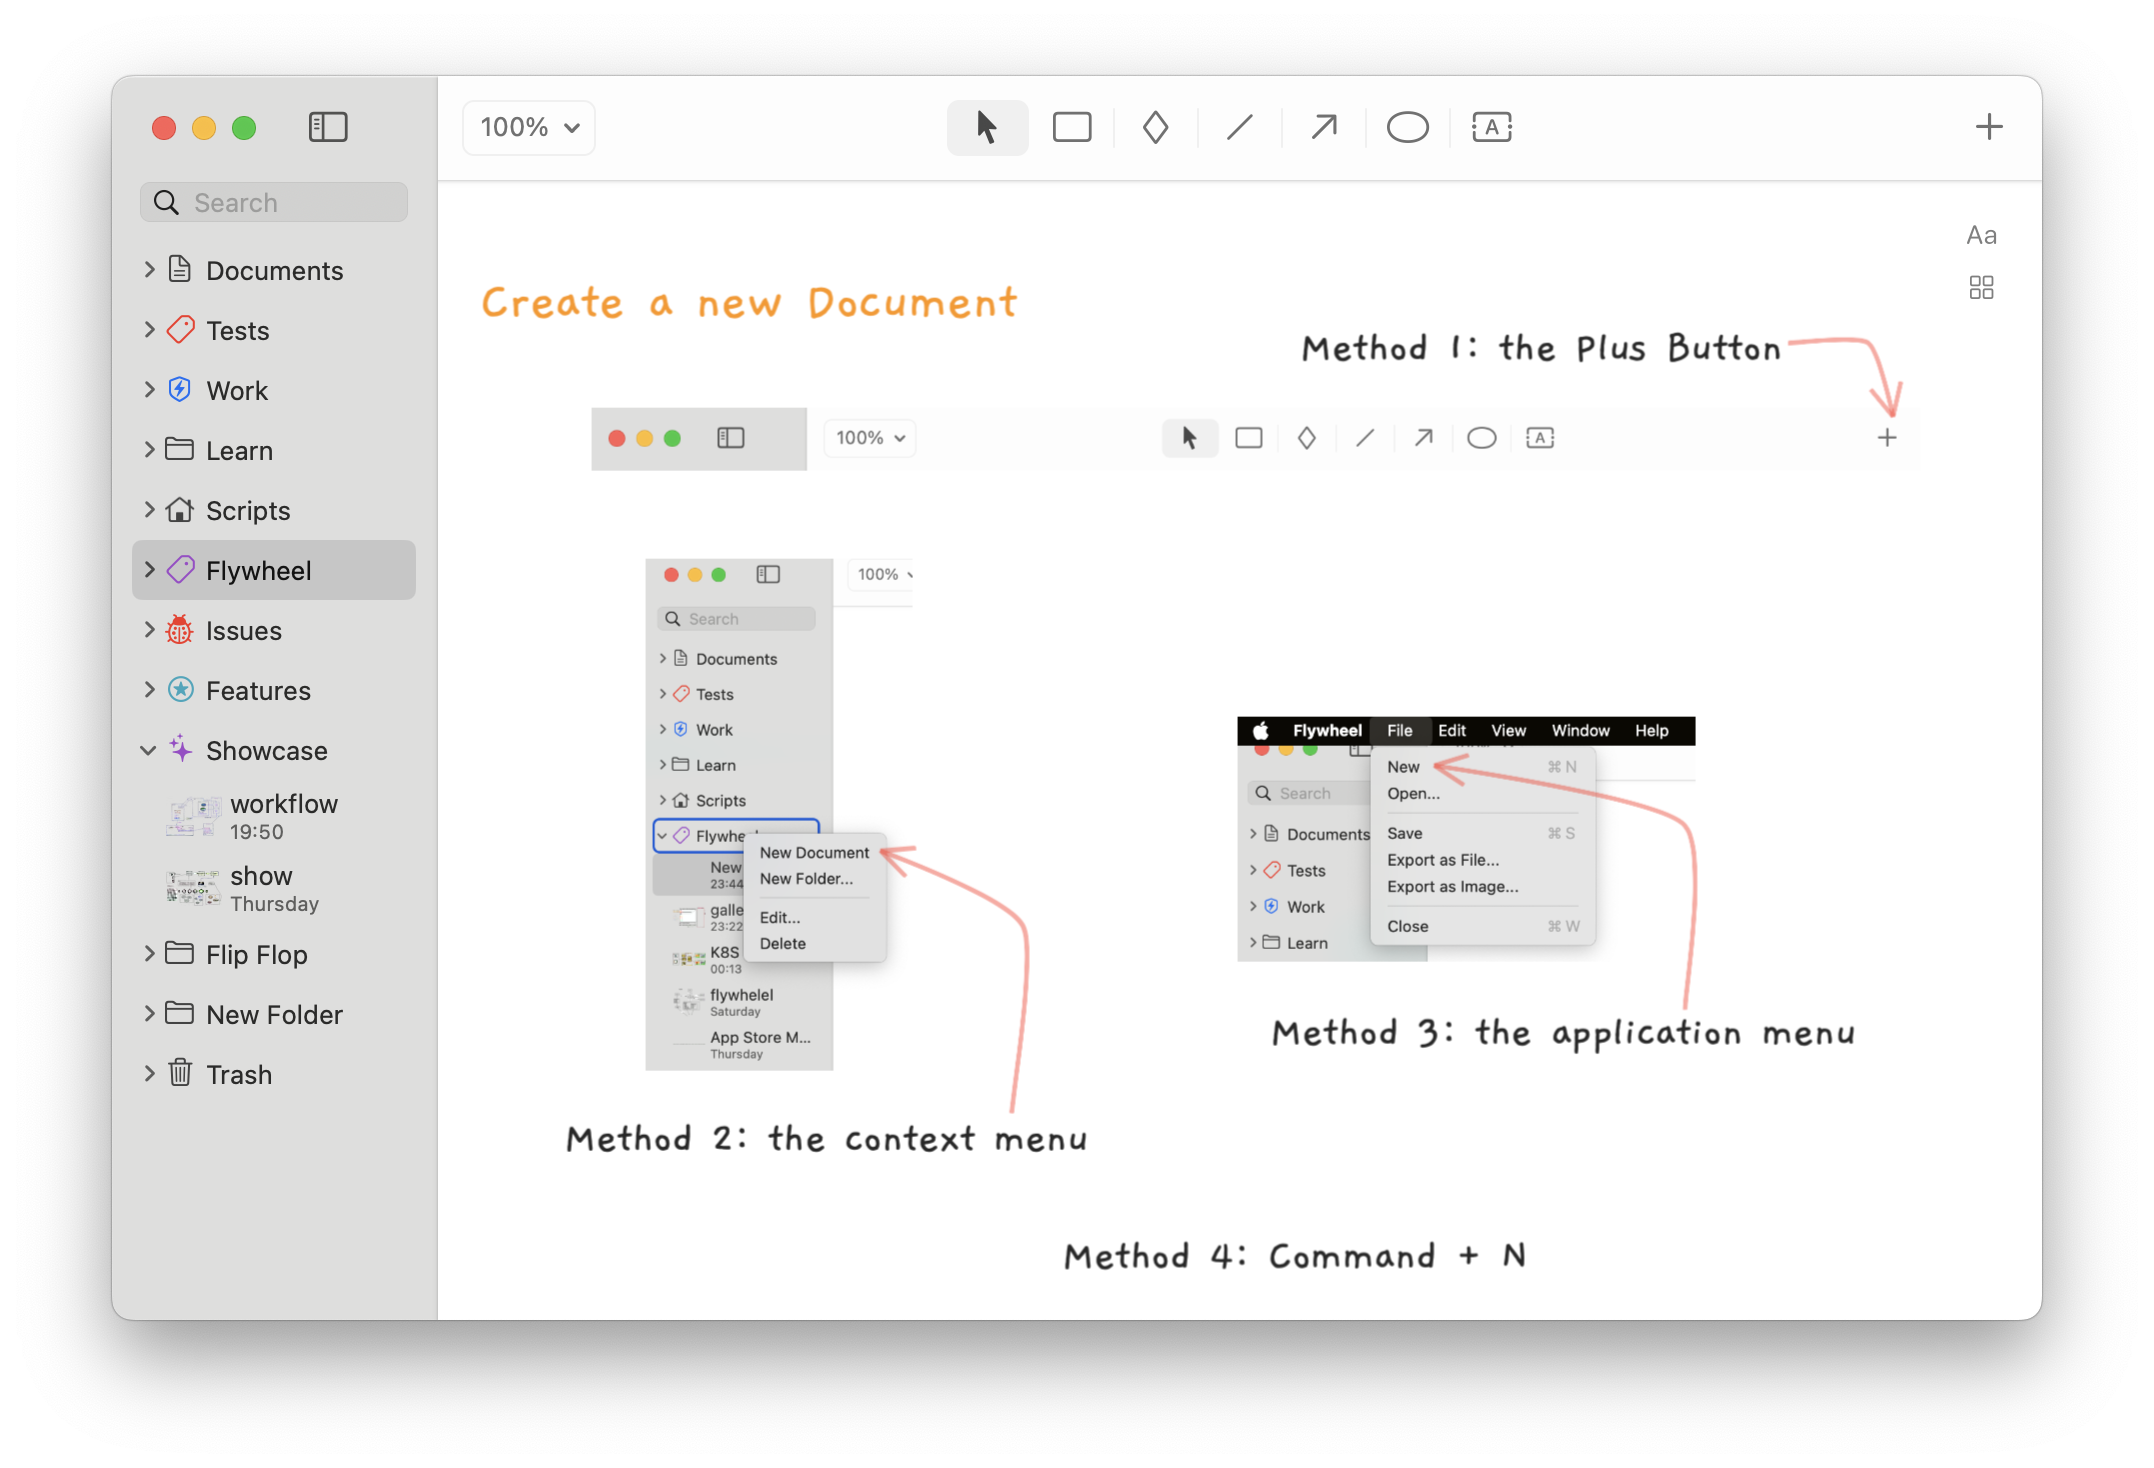 100%
Search
Documents
Tests
Work
Learn
Scripts
Flywheel
Issues
Features
Showcase
workflow
19:50
show
Thursday
Flip Flop
New Folder
Trash
A
Aa
Create a new Document
Method 1: the Plus Button
100%
A
100%
Search
Documents
Tests
Work
Learn
Scripts
Flywhe
New
23:44
galle
23:22
K8S
00:13
flywhelel
Saturday
App Store M...
Thursday
New Document
New Folder...
Edit...
Delete
Method 2: the context menu
Flywheel File Edit View Window Help
Search
Documents
Tests
Work
Learn
New ⌘ N
Open...
Save ⌘ S
Export as File...
Export as Image...
Close ⌘ W
Method 3: the application menu
Method 4: Command + N